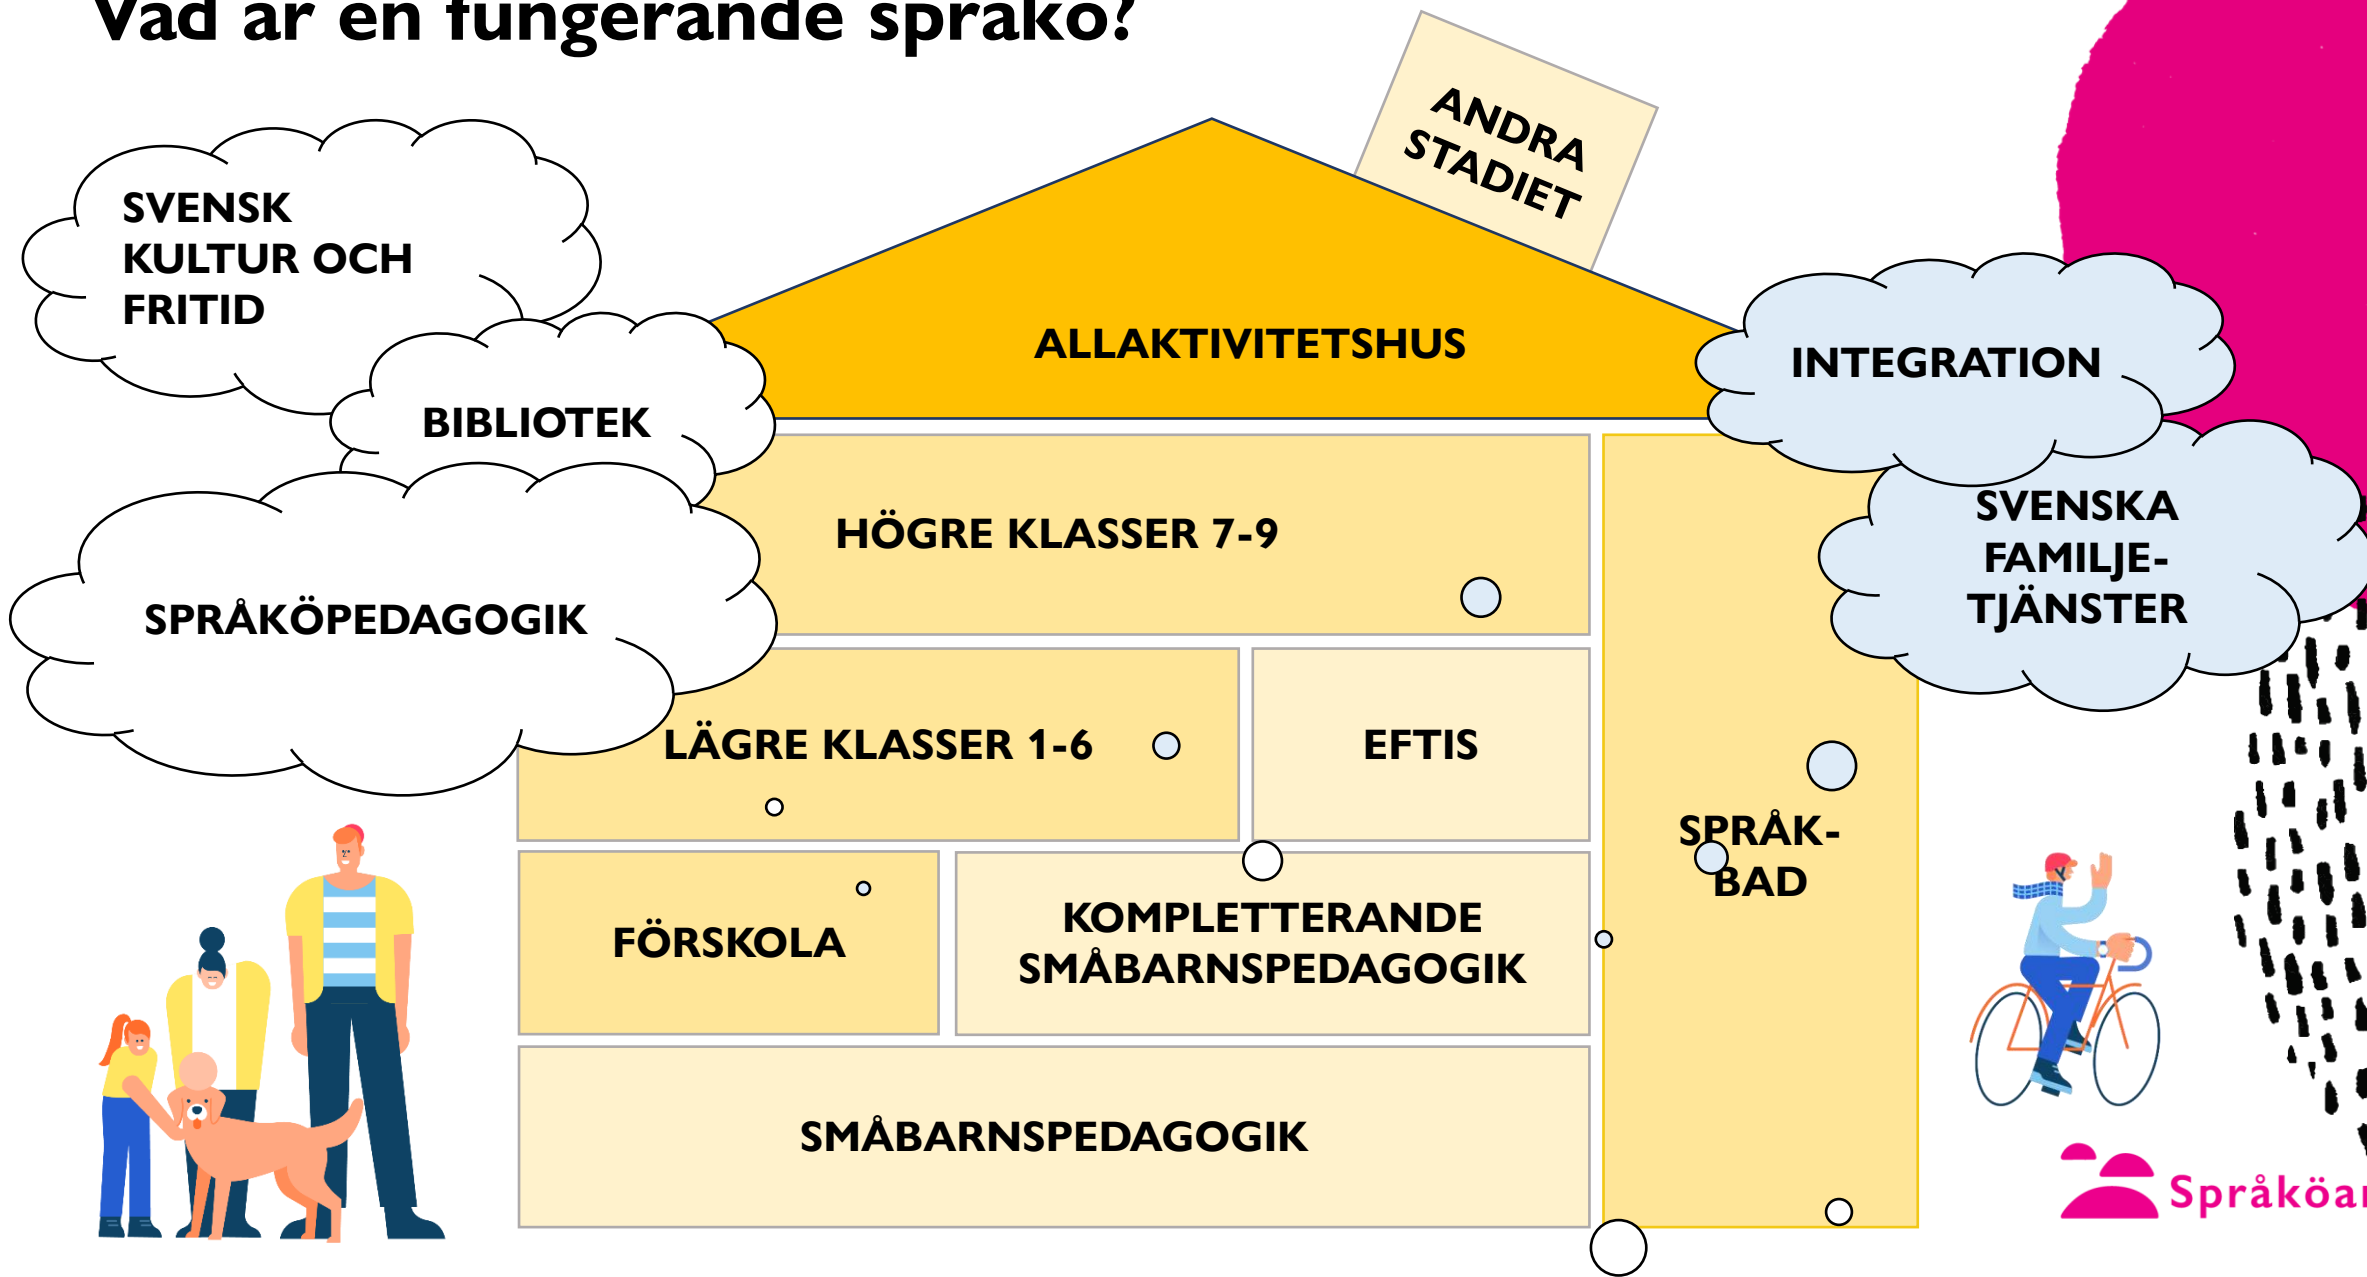 Vad är en fungerande språkö?
ANDRA
STADIET
SVENSK
KULTUR OCH
FRITID
ALLAKTIVITETSHUS
INTEGRATION
BIBLIOTEK
SVENSKA
FAMILJE-
TJÄNSTER
HÖGRE KLASSER 7-9
SPRÅKÖPEDAGOGIK
LÄGRE KLASSER 1-6
EFTIS
SPRÅK-
BAD
FÖRSKOLA
KOMPLETTERANDE
SMÅBARNSPEDAGOGIK
SMÅBARNSPEDAGOGIK